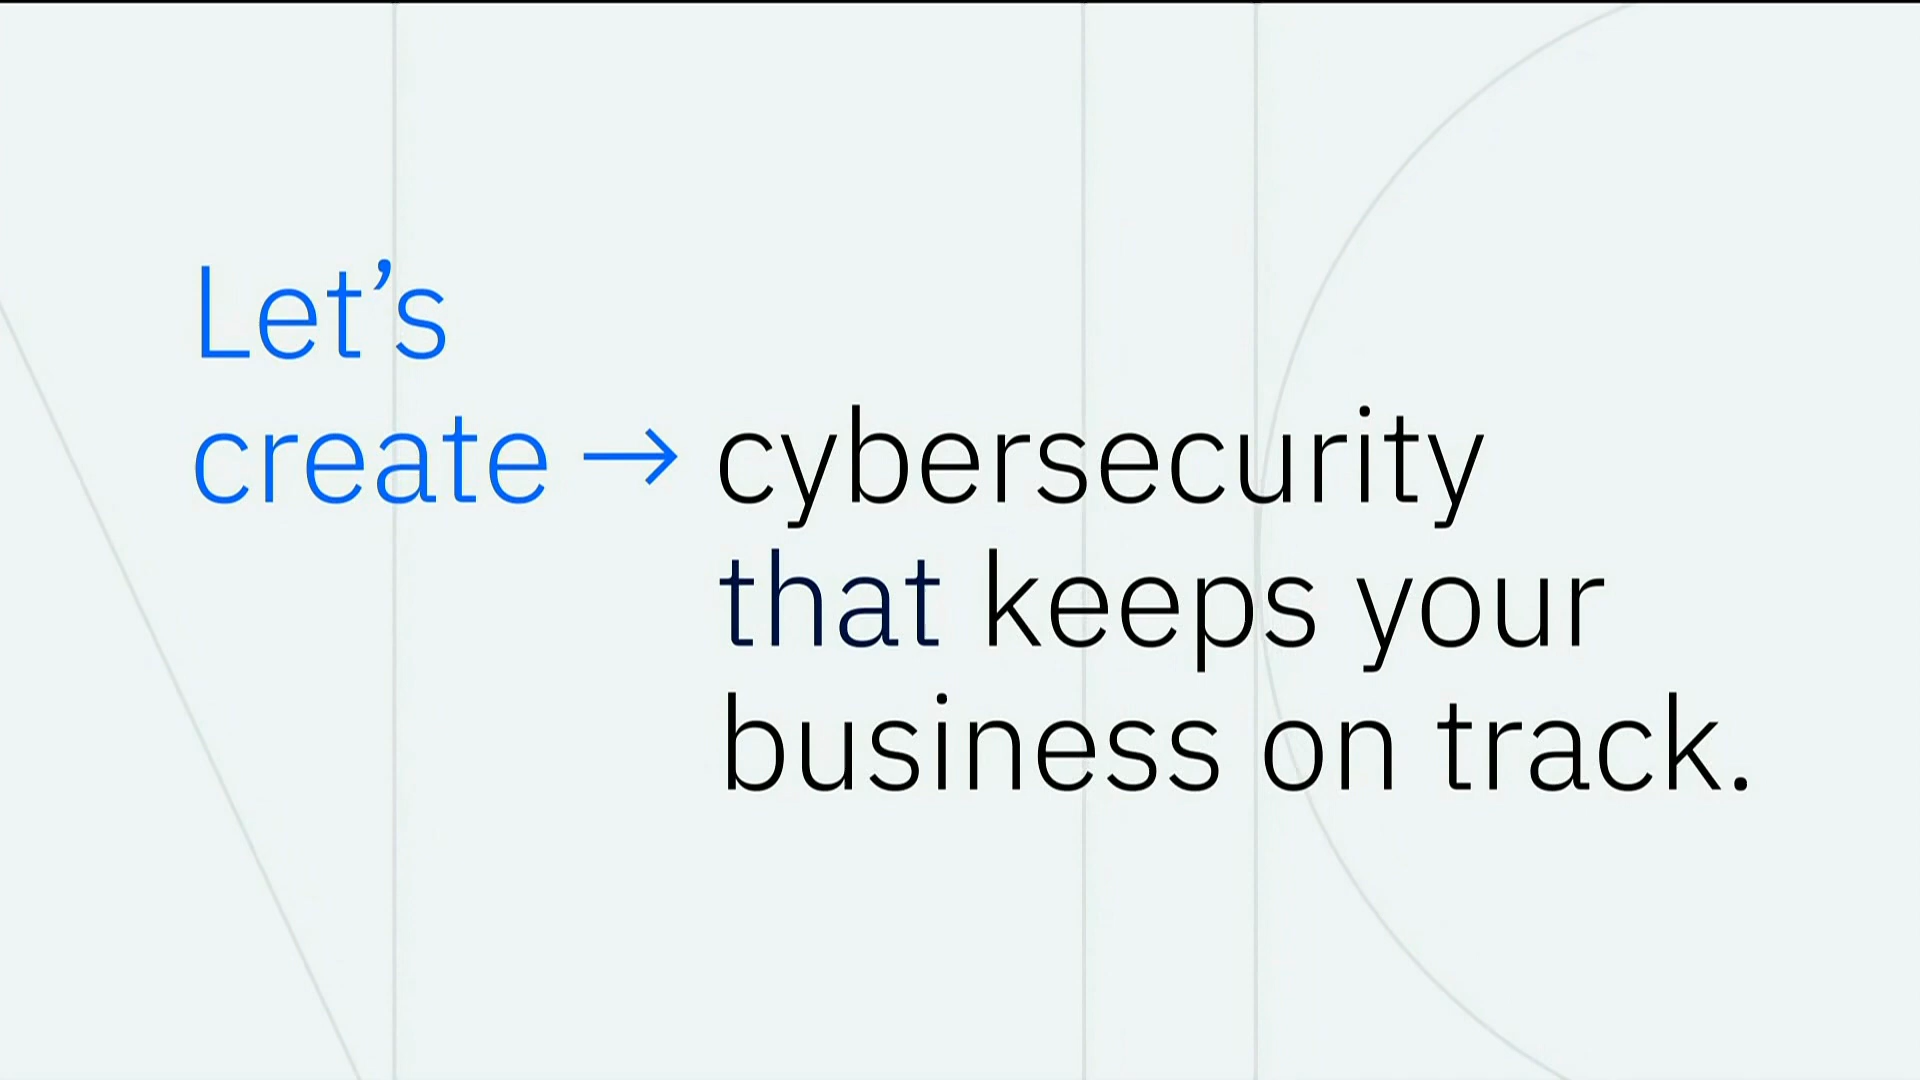 Let’s
create → cybersecurity
that keeps your
business on track.